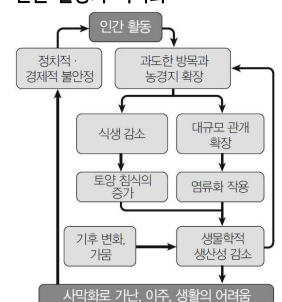 인간 활동
정치적·
경제적 불안정
과도한 방목과
농경지 확장
식생 감소
대규모 관개
확장
토양 침식의
증가
염류화 작용
기후 변화,
가뭄
생물학적
생산성 감소
사막화로 기난, 이주, 생활의 어려움